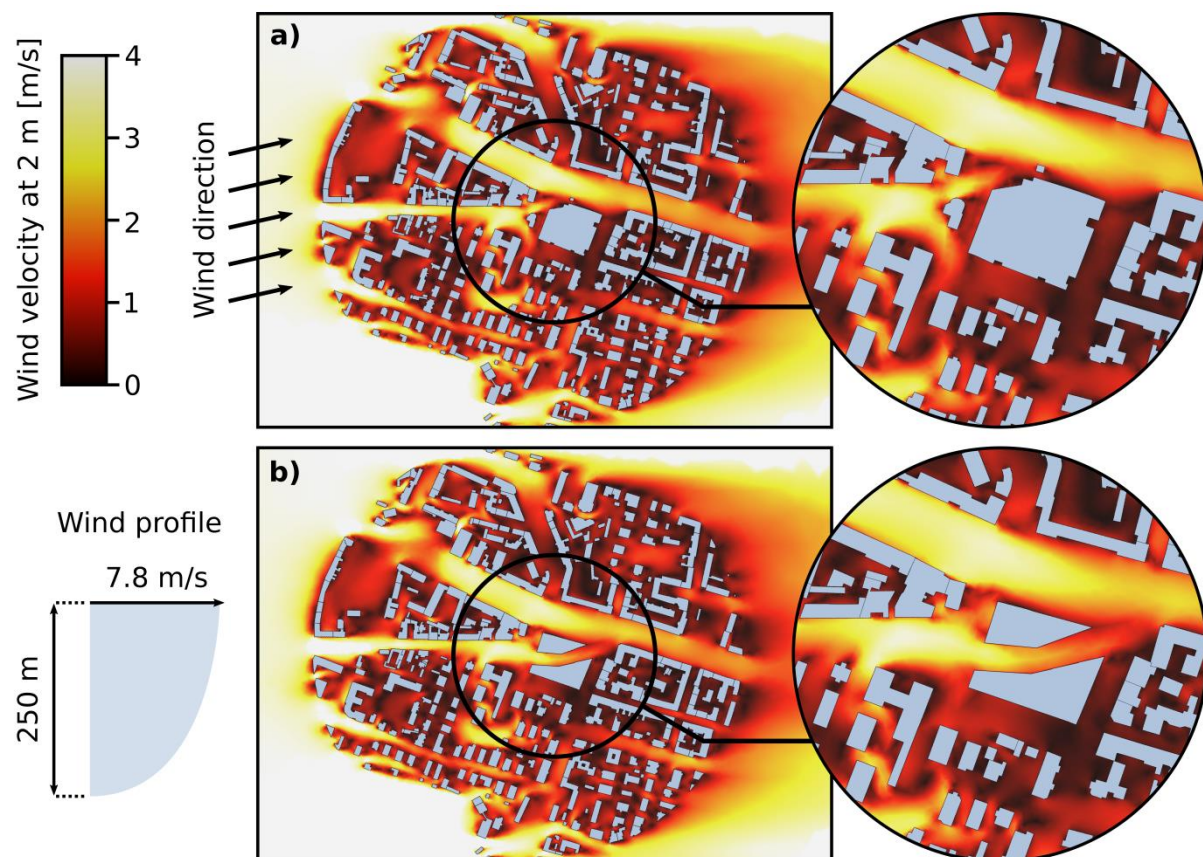 Wind velocity at 2 m [m/s]
4
3
2
1
0
Wind direction
a)
b)
Wind profile
7.8 m/s
250 m